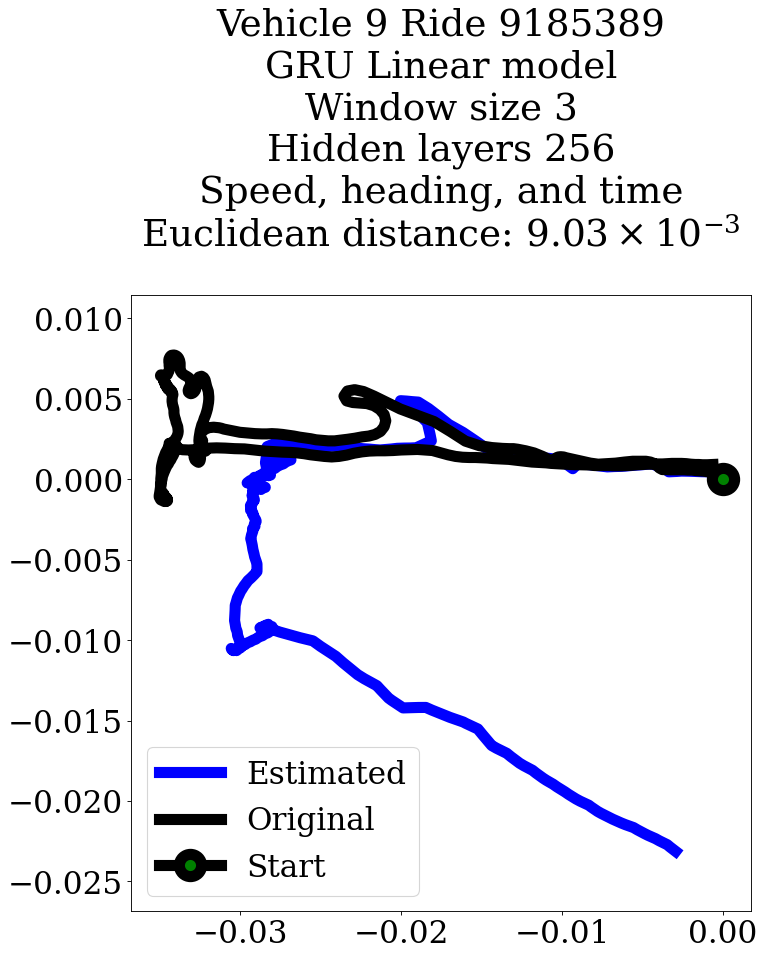 Vehicle 9 Ride 9185389
GRU Linear model
Window size 3
Hidden layers 256
Speed, heading, and time
Euclidean distance: 9.03 × 10⁻³
0.010
0.005
0.000
−0.005
−0.010
−0.015
−0.020
−0.025
Estimated
Original
Start
−0.03 −0.02 −0.01 0.00